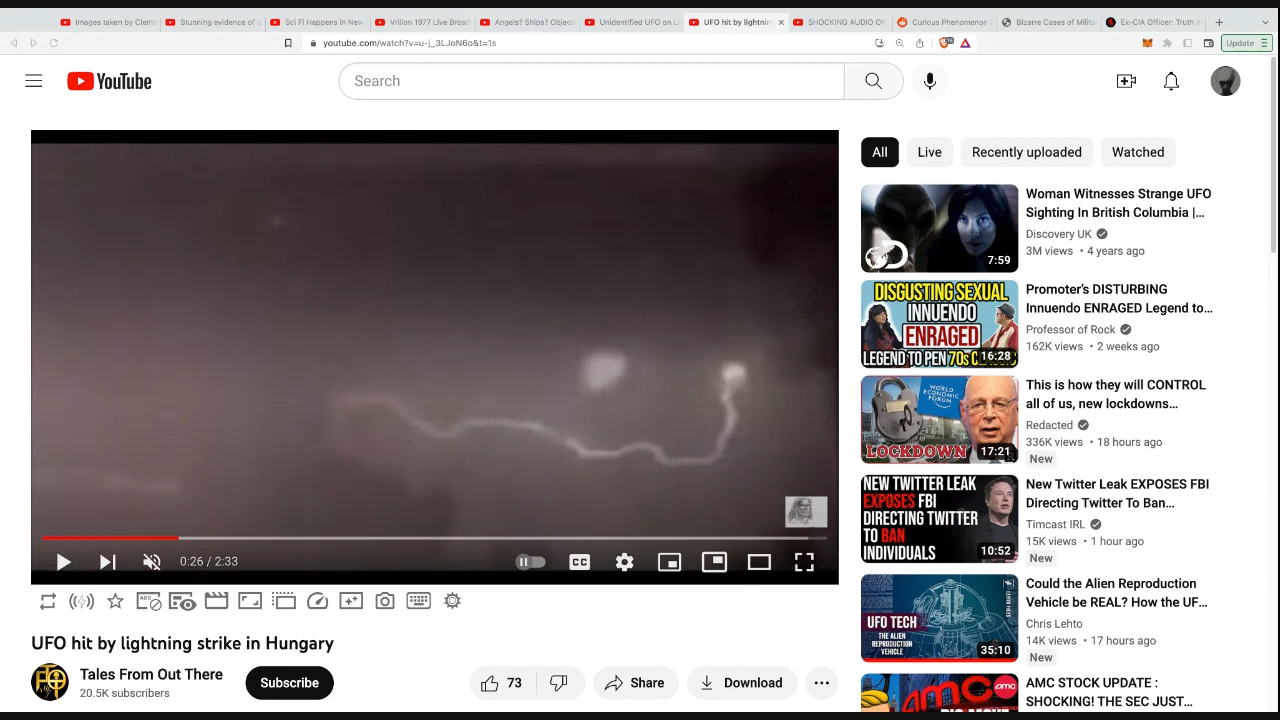 Images taken by Clem
Stunning evidence of
Sci Fi Happens in New
Vrillon 1977 Live Broad
Angels? Ships? Object
Unidentified UFO on L
UFO hit by lightnin
SHOCKING AUDIO OF
Curious Phenomenon
Bizarre Cases of Milita
Ex-CIA Officer: Truth A
youtube.com/watch?v=u-j_3LJoN6o&t=1s
Update
YouTube
Search
All
Live
Recently uploaded
Watched
7:59
Woman Witnesses Strange UFO
Sighting In British Columbia |...
Discovery UK
3M views • 4 years ago
DISGUSTING SEXUAL
INNUENDO
ENRAGED
LEGEND TO PEN 70s
16:28
Promoter's DISTURBING
Innuendo ENRAGED Legend to...
Professor of Rock
162K views • 2 weeks ago
WORLD
ECONOMIC
FORUM
LOCKDOWN
17:21
This is how they will CONTROL
all of us, new lockdowns...
Redacted
336K views • 18 hours ago
New
NEW TWITTER LEAK
EXPOSES FBI
DIRECTING TWITTER
TO BAN
INDIVIDUALS
10:52
New Twitter Leak EXPOSES FBI
Directing Twitter To Ban...
Timcast IRL
15K views • 1 hour ago
New
UFO TECH
THE ALIEN
REPRODUCTION
VEHICLE
35:10
Could the Alien Reproduction
Vehicle be REAL? How the UF...
Chris Lehto
14K views • 17 hours ago
New
amc
AMC
AMC STOCK UPDATE :
SHOCKING! THE SEC JUST...
0:26 / 2:33
CC
ADS
UFO hit by lightning strike in Hungary
Tales From Out There
20.5K subscribers
Subscribe
73
Share
Download